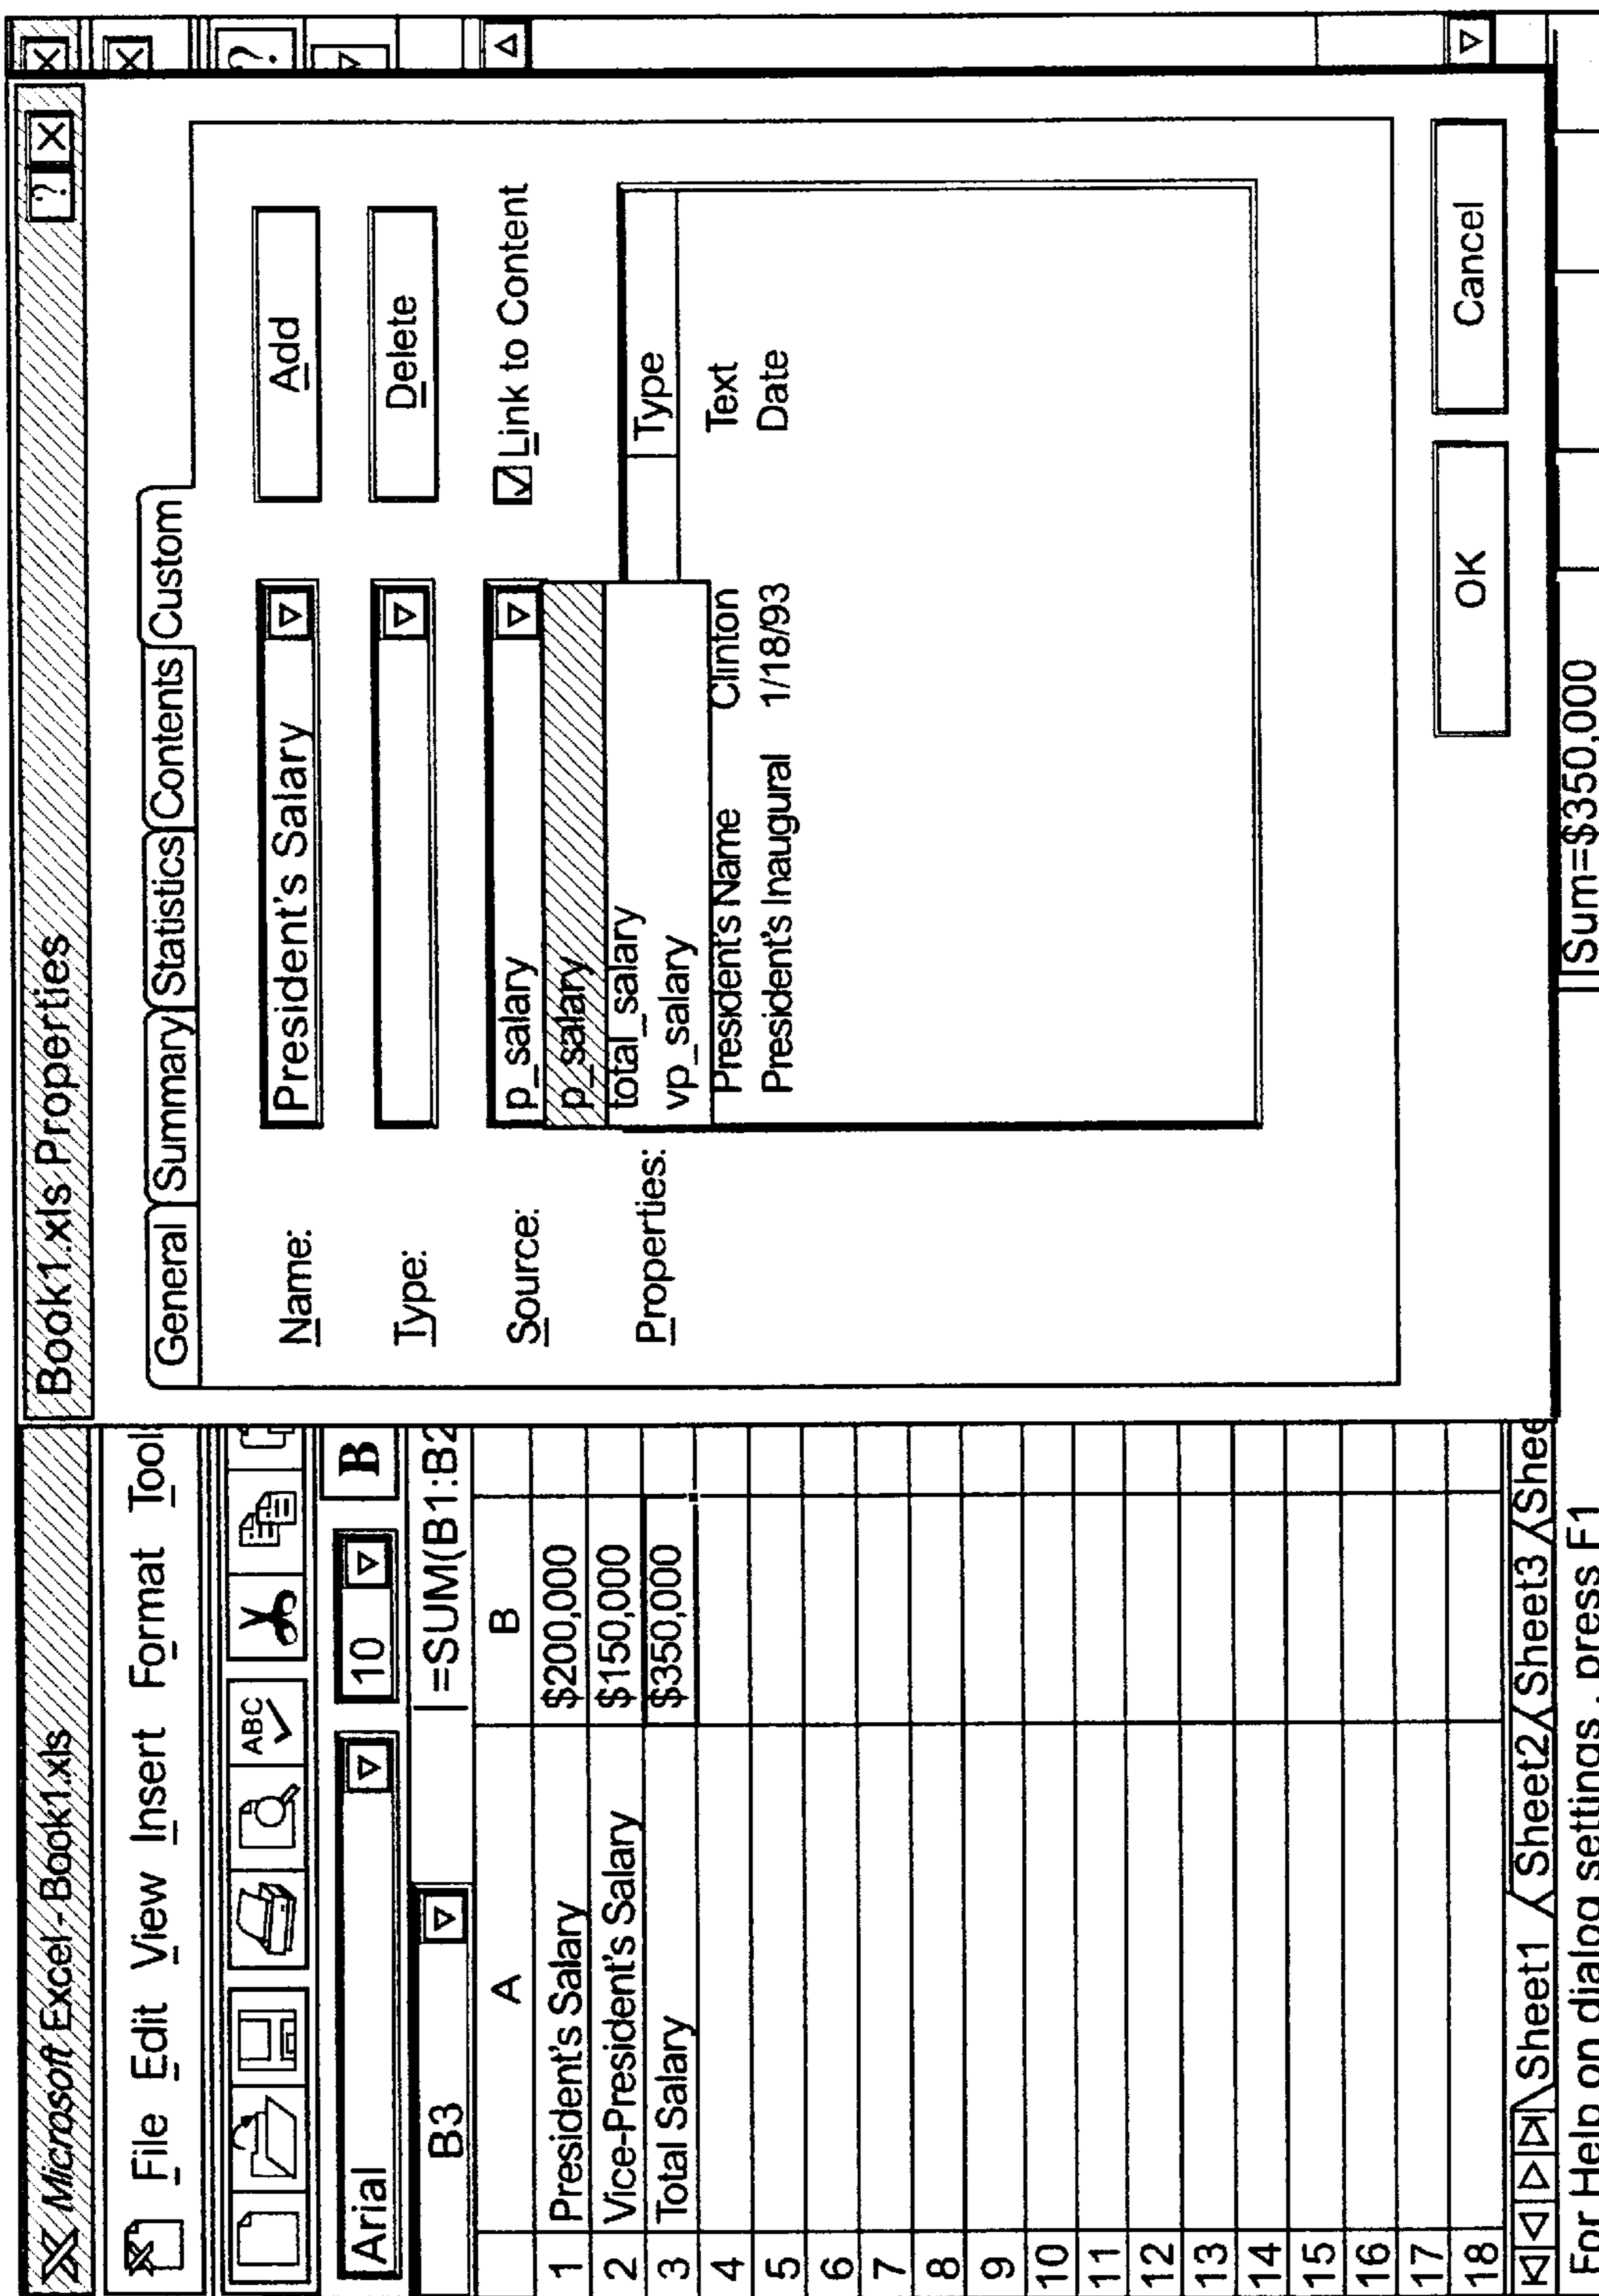 Microsoft Excel - Book1.xls
File Edit View Insert Format Tool
ABC
Arial 10 B
B3 =SUM(B1:B2
A B
1 President's Salary $200,000
2 Vice-President's Salary $150,000
3 Total Salary $350,000
4
5
6
7
8
9
10
11
12
13
14
15
16
17
18
Sheet1 Sheet2 Sheet3 Shee
For Help on dialog settings, press F1
Sum=$350,000
Book1.xls Properties ? X
X
X
?
General Summary Statistics Contents Custom
Name: President's Salary Add
Type: Delete
Source: p_salary Link to Content
p_salary
total_salary
vp_salary
Properties: Type
President's Name Clinton Text
President's Inaugural 1/18/93 Date
OK Cancel